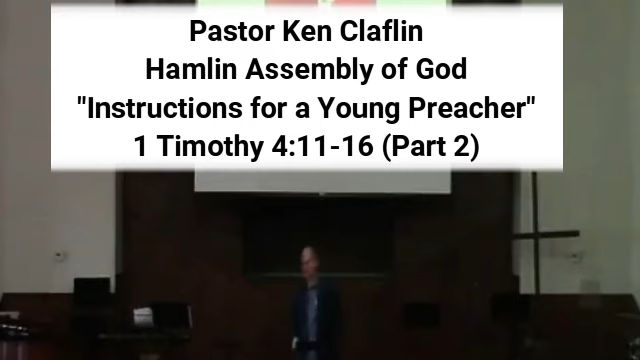 Pastor Ken Claflin
Hamlin Assembly of God
"Instructions for a Young Preacher"
1 Timothy 4:11-16 (Part 2)